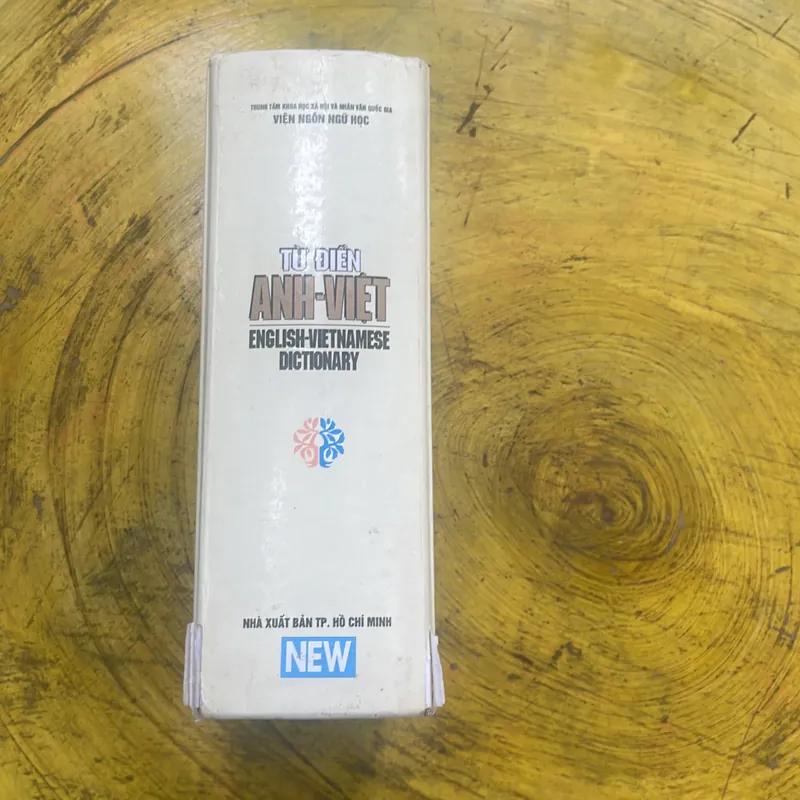 TRUNG TÂM KHOA HỌC XÃ HỘI VÀ NHÂN VĂN QUỐC GIA
VIỆN NGÔN NGỮ HỌC
TỪ ĐIỂN
ANH-VIỆT
ENGLISH-VIETNAMESE
DICTIONARY
NHÀ XUẤT BẢN TP. HỒ CHÍ MINH
NEW